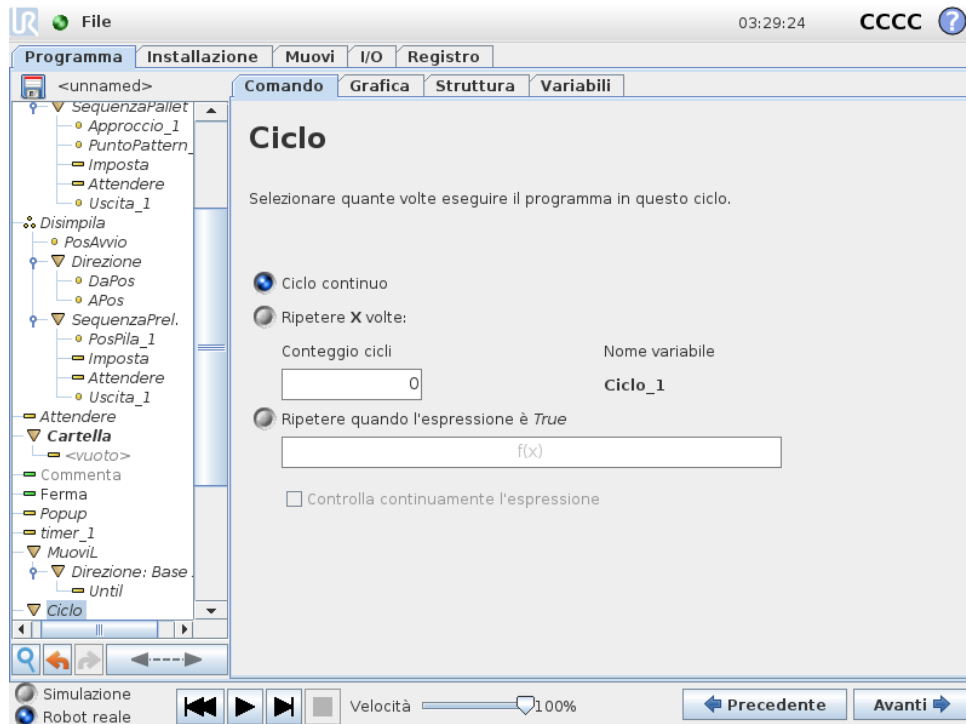 UR File 03:29:24 CCCC ?
Programma Installazione Muovi I/O Registro
<unnamed> Comando Grafica Struttura Variabili
SequenzaPallet
Approccio_1
PuntoPattern_
Imposta
Attendere
Uscita_1
Disimpila
PosAvvio
Direzione
DaPos
APos
SequenzaPrel.
PosPila_1
Imposta
Attendere
Uscita_1
Attendere
Cartella
<vuoto>
Commenta
Ferma
Popup
timer_1
MuoviL
Direzione: Base .
Until
Ciclo
Ciclo
Selezionare quante volte eseguire il programma in questo ciclo.
Ciclo continuo
Ripetere X volte:
Conteggio cicli Nome variabile
0 Ciclo_1
Ripetere quando l'espressione è True
f(x)
Controlla continuamente l'espressione
Simulazione
Robot reale
Velocità 100%
Precedente Avanti